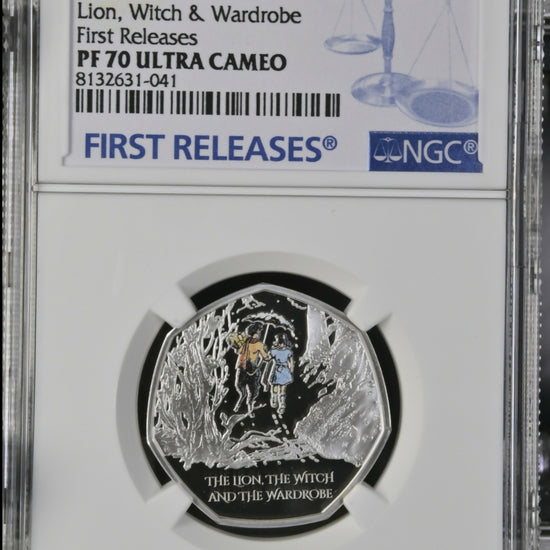 Lion, Witch & Wardrobe
First Releases
PF 70 ULTRA CAMEO
8132631-041
FIRST RELEASES®
NGC®
THE LION, THE WITCH
AND THE WARDROBE